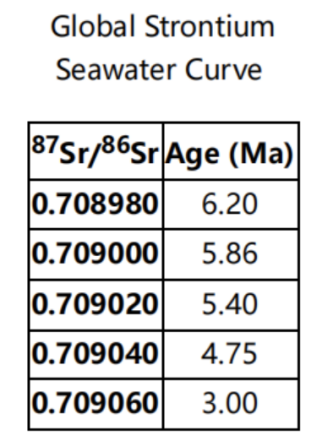 Global Strontium
Seawater Curve
⁸⁷Sr/⁸⁶Sr Age (Ma)
0.708980 6.20
0.709000 5.86
0.709020 5.40
0.709040 4.75
0.709060 3.00